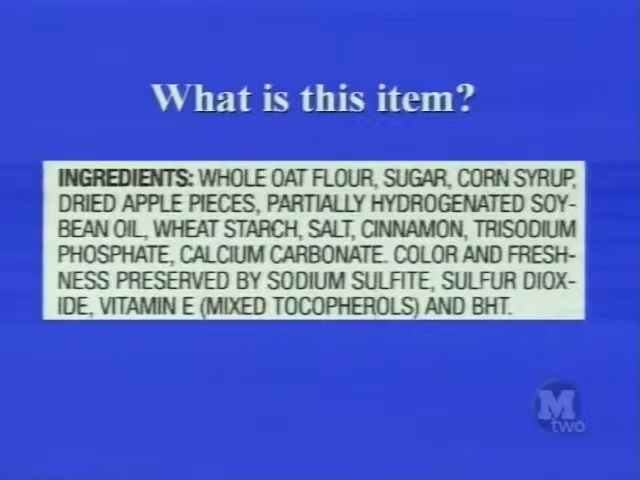 What is this item?
INGREDIENTS: WHOLE OAT FLOUR, SUGAR, CORN SYRUP,
DRIED APPLE PIECES, PARTIALLY HYDROGENATED SOY-
BEAN OIL, WHEAT STARCH, SALT, CINNAMON, TRISODIUM
PHOSPHATE, CALCIUM CARBONATE. COLOR AND FRESH-
NESS PRESERVED BY SODIUM SULFITE, SULFUR DIOX-
IDE, VITAMIN E (MIXED TOCOPHEROLS) AND BHT.
M
two